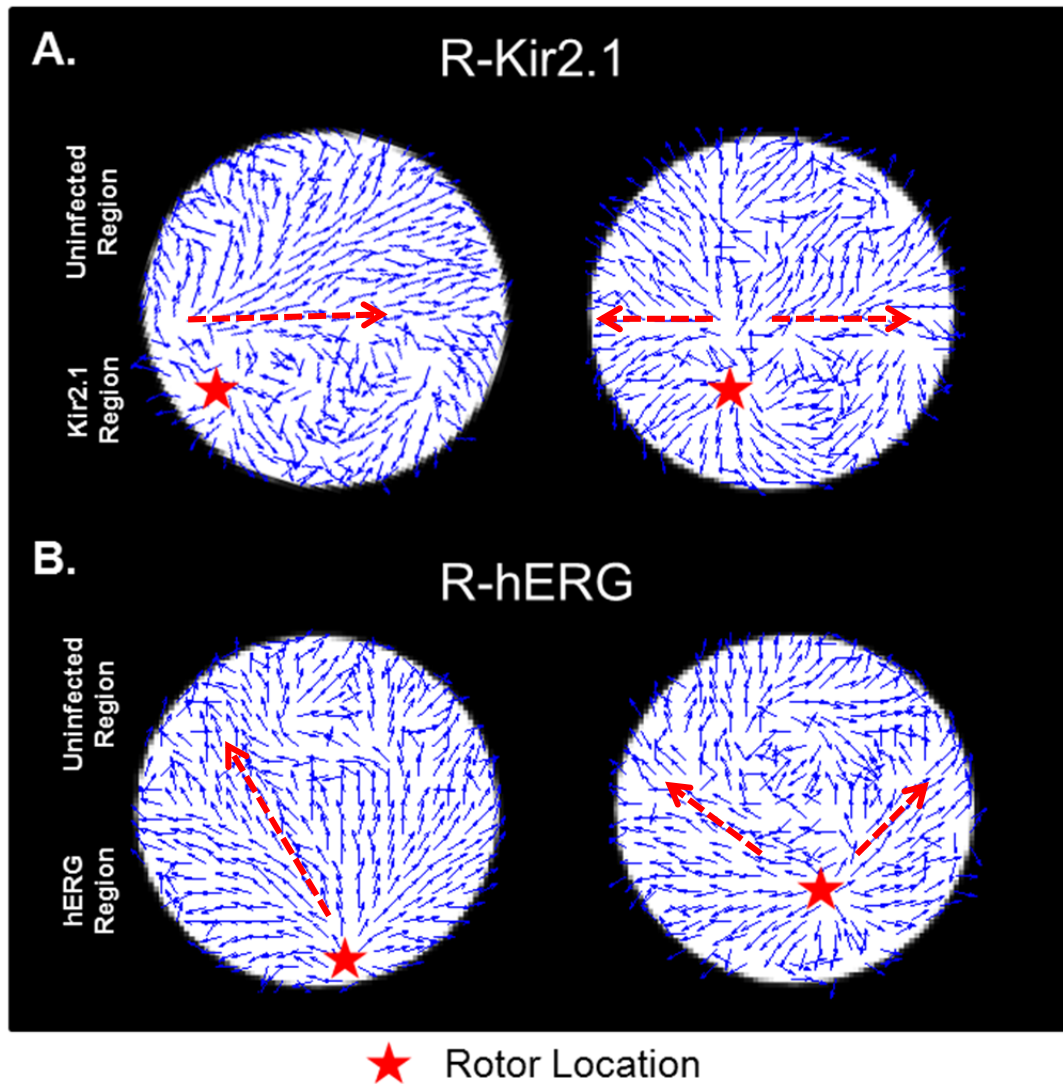 A.
R-Kir2.1
Uninfected
Region
Kir2.1
Region
B.
R-hERG
Uninfected
Region
hERG
Region
Rotor Location